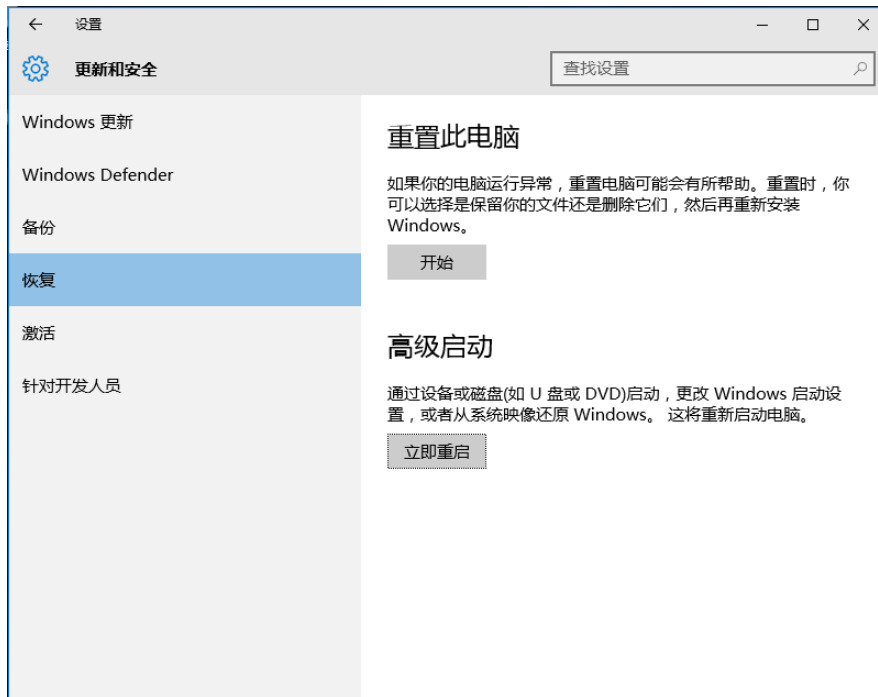 设置
更新和安全
查找设置
Windows 更新
Windows Defender
备份
恢复
激活
针对开发人员
重置此电脑
如果你的电脑运行异常，重置电脑可能会有所帮助。重置时，你
可以选择是保留你的文件还是删除它们，然后再重新安装
Windows。
开始
高级启动
通过设备或磁盘(如 U 盘或 DVD)启动，更改 Windows 启动设
置，或者从系统映像还原 Windows。 这将重新启动电脑。
立即重启